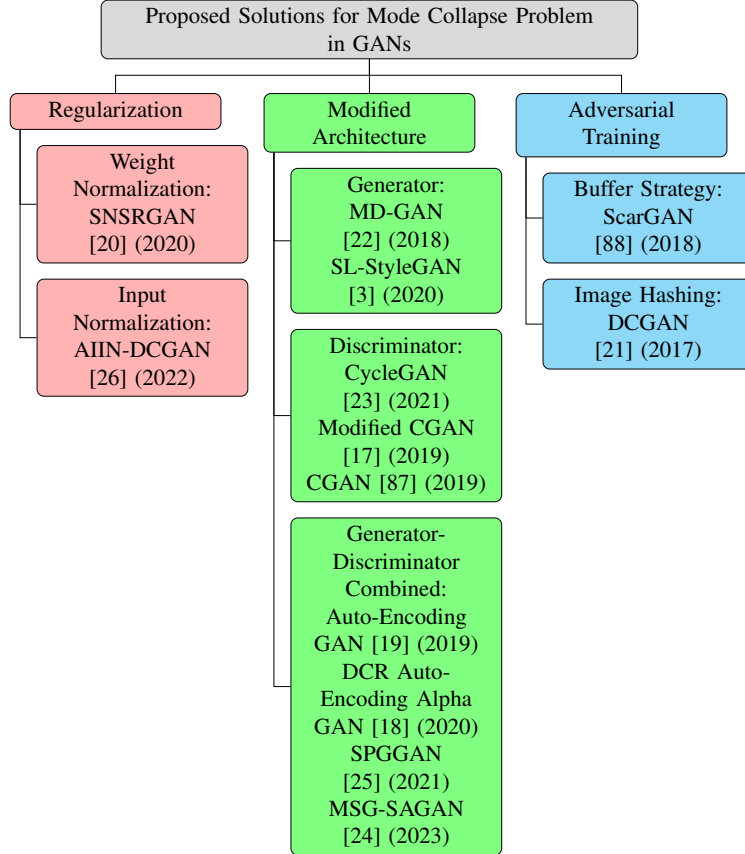 Proposed Solutions for Mode Collapse Problem
in GANs
Regularization
Weight
Normalization:
SNSRGAN
[20] (2020)
Input
Normalization:
AIIN-DCGAN
[26] (2022)
Modified
Architecture
Generator:
MD-GAN
[22] (2018)
SL-StyleGAN
[3] (2020)
Discriminator:
CycleGAN
[23] (2021)
Modified CGAN
[17] (2019)
CGAN [87] (2019)
Generator-
Discriminator
Combined:
Auto-Encoding
GAN [19] (2019)
DCR Auto-
Encoding Alpha
GAN [18] (2020)
SPGGAN
[25] (2021)
MSG-SAGAN
[24] (2023)
Adversarial
Training
Buffer Strategy:
ScarGAN
[88] (2018)
Image Hashing:
DCGAN
[21] (2017)